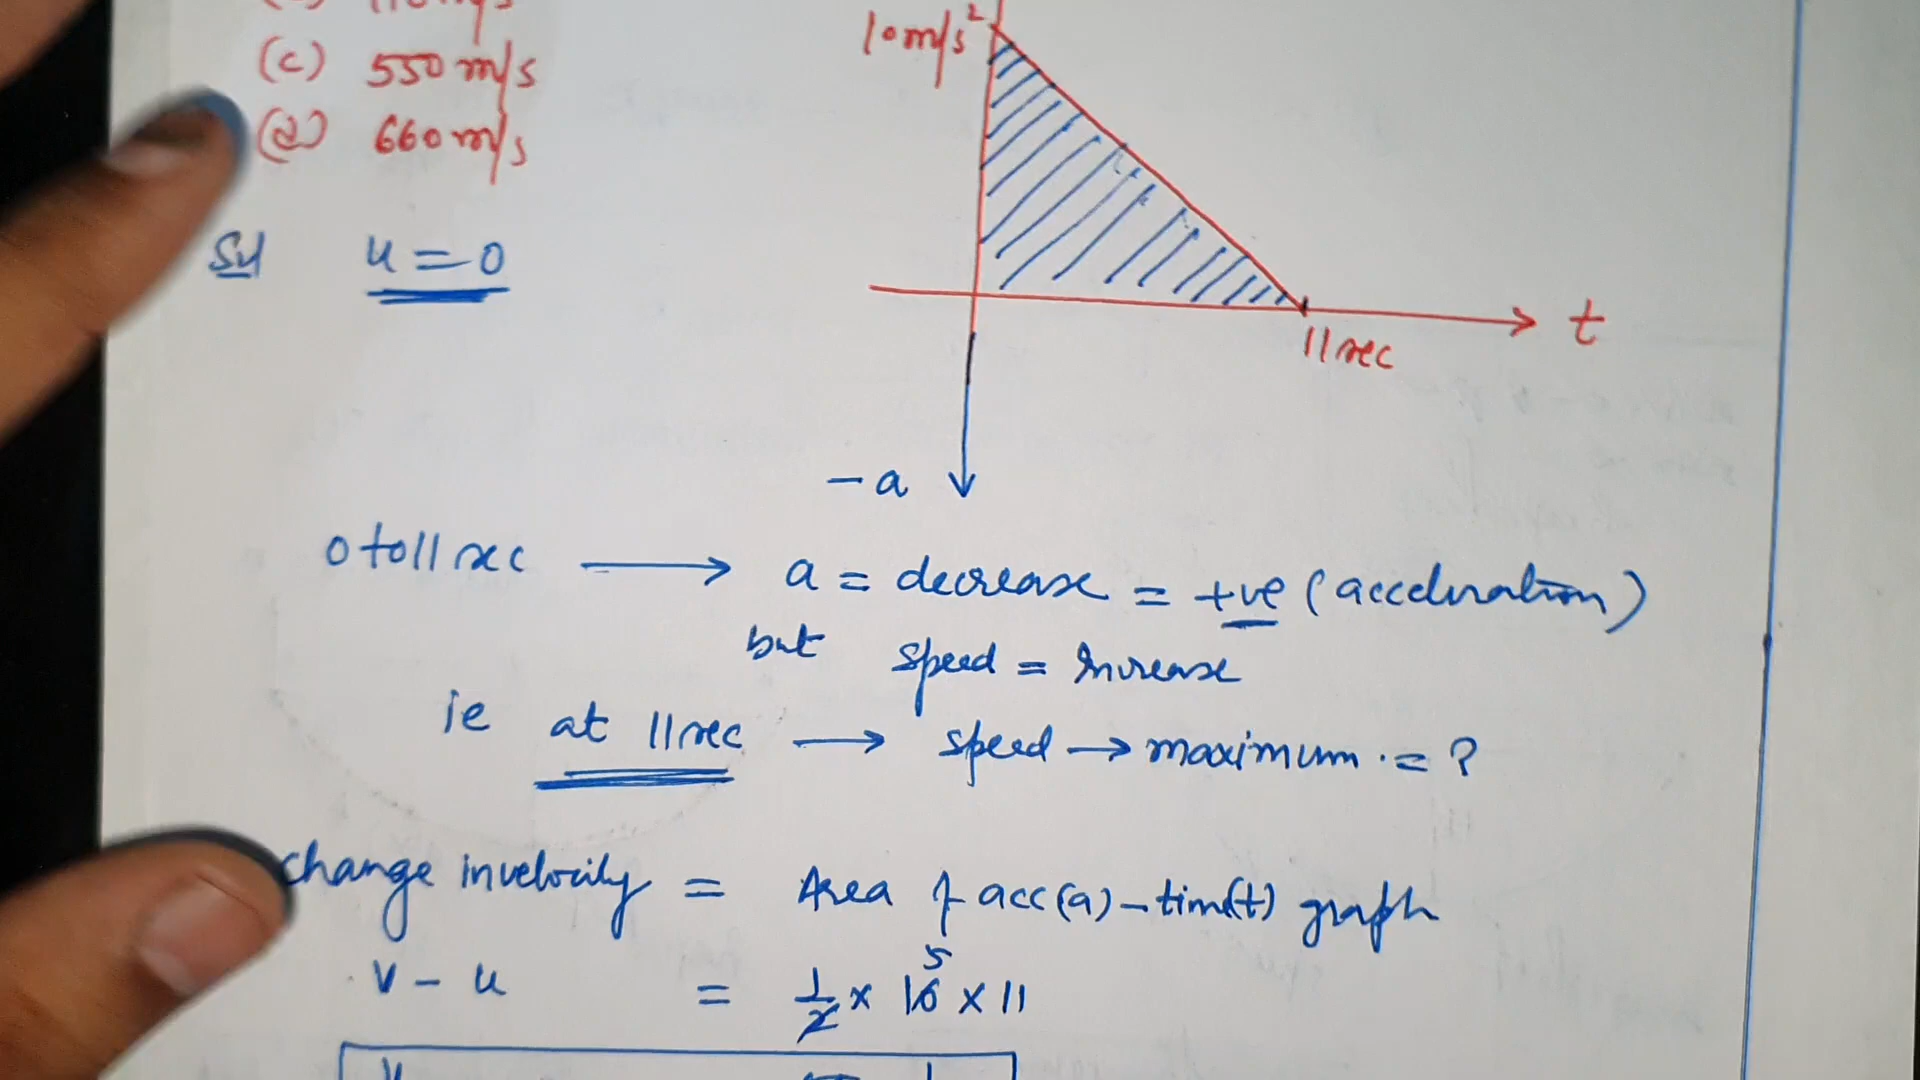 (c) 550 m/s
(d) 660 m/s
10 m/s²
t
11 sec
Sol u = 0
- a
0 to 11 sec → a = decrease = +ve (acceleration)
but speed = Increase
ie at 11 sec → speed → maximum . = ?
change in velocity = Area of acc(a) - time(t) graph
5
v - u = 1/2 x 10 x 11